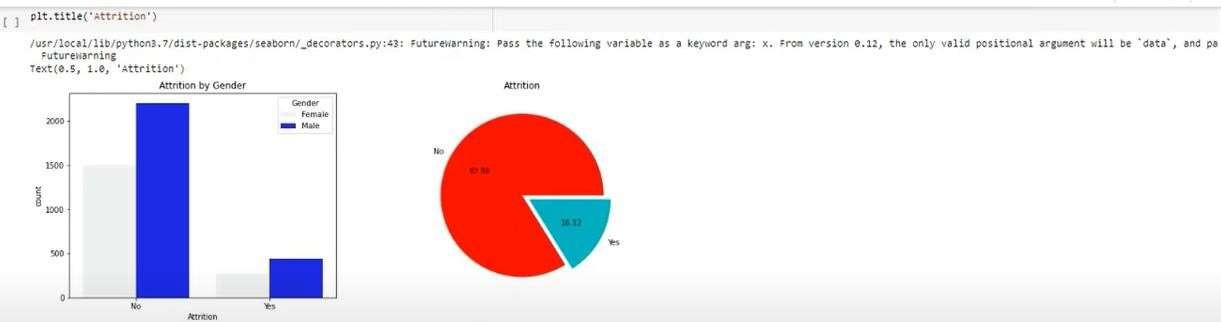 [ ] plt.title('Attrition')
/usr/local/lib/python3.7/dist-packages/seaborn/_decorators.py:43: FutureWarning: Pass the following variable as a keyword arg: x. From version 0.12, the only valid positional argument will be `data`, and pa
FutureWarning
Text(0.5, 1.0, 'Attrition')
Attrition by Gender
Gender
Female
Male
2000
1500
1000
500
0
count
No
Yes
Attrition
Attrition
No
16.12
Yes